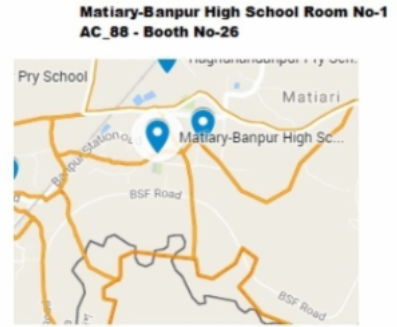 Matiary-Banpur High School Room No-1
AC_88 - Booth No-26
Pry School
Matiari
Matiary-Banpur High Sc...
BSF Road
BSF Road